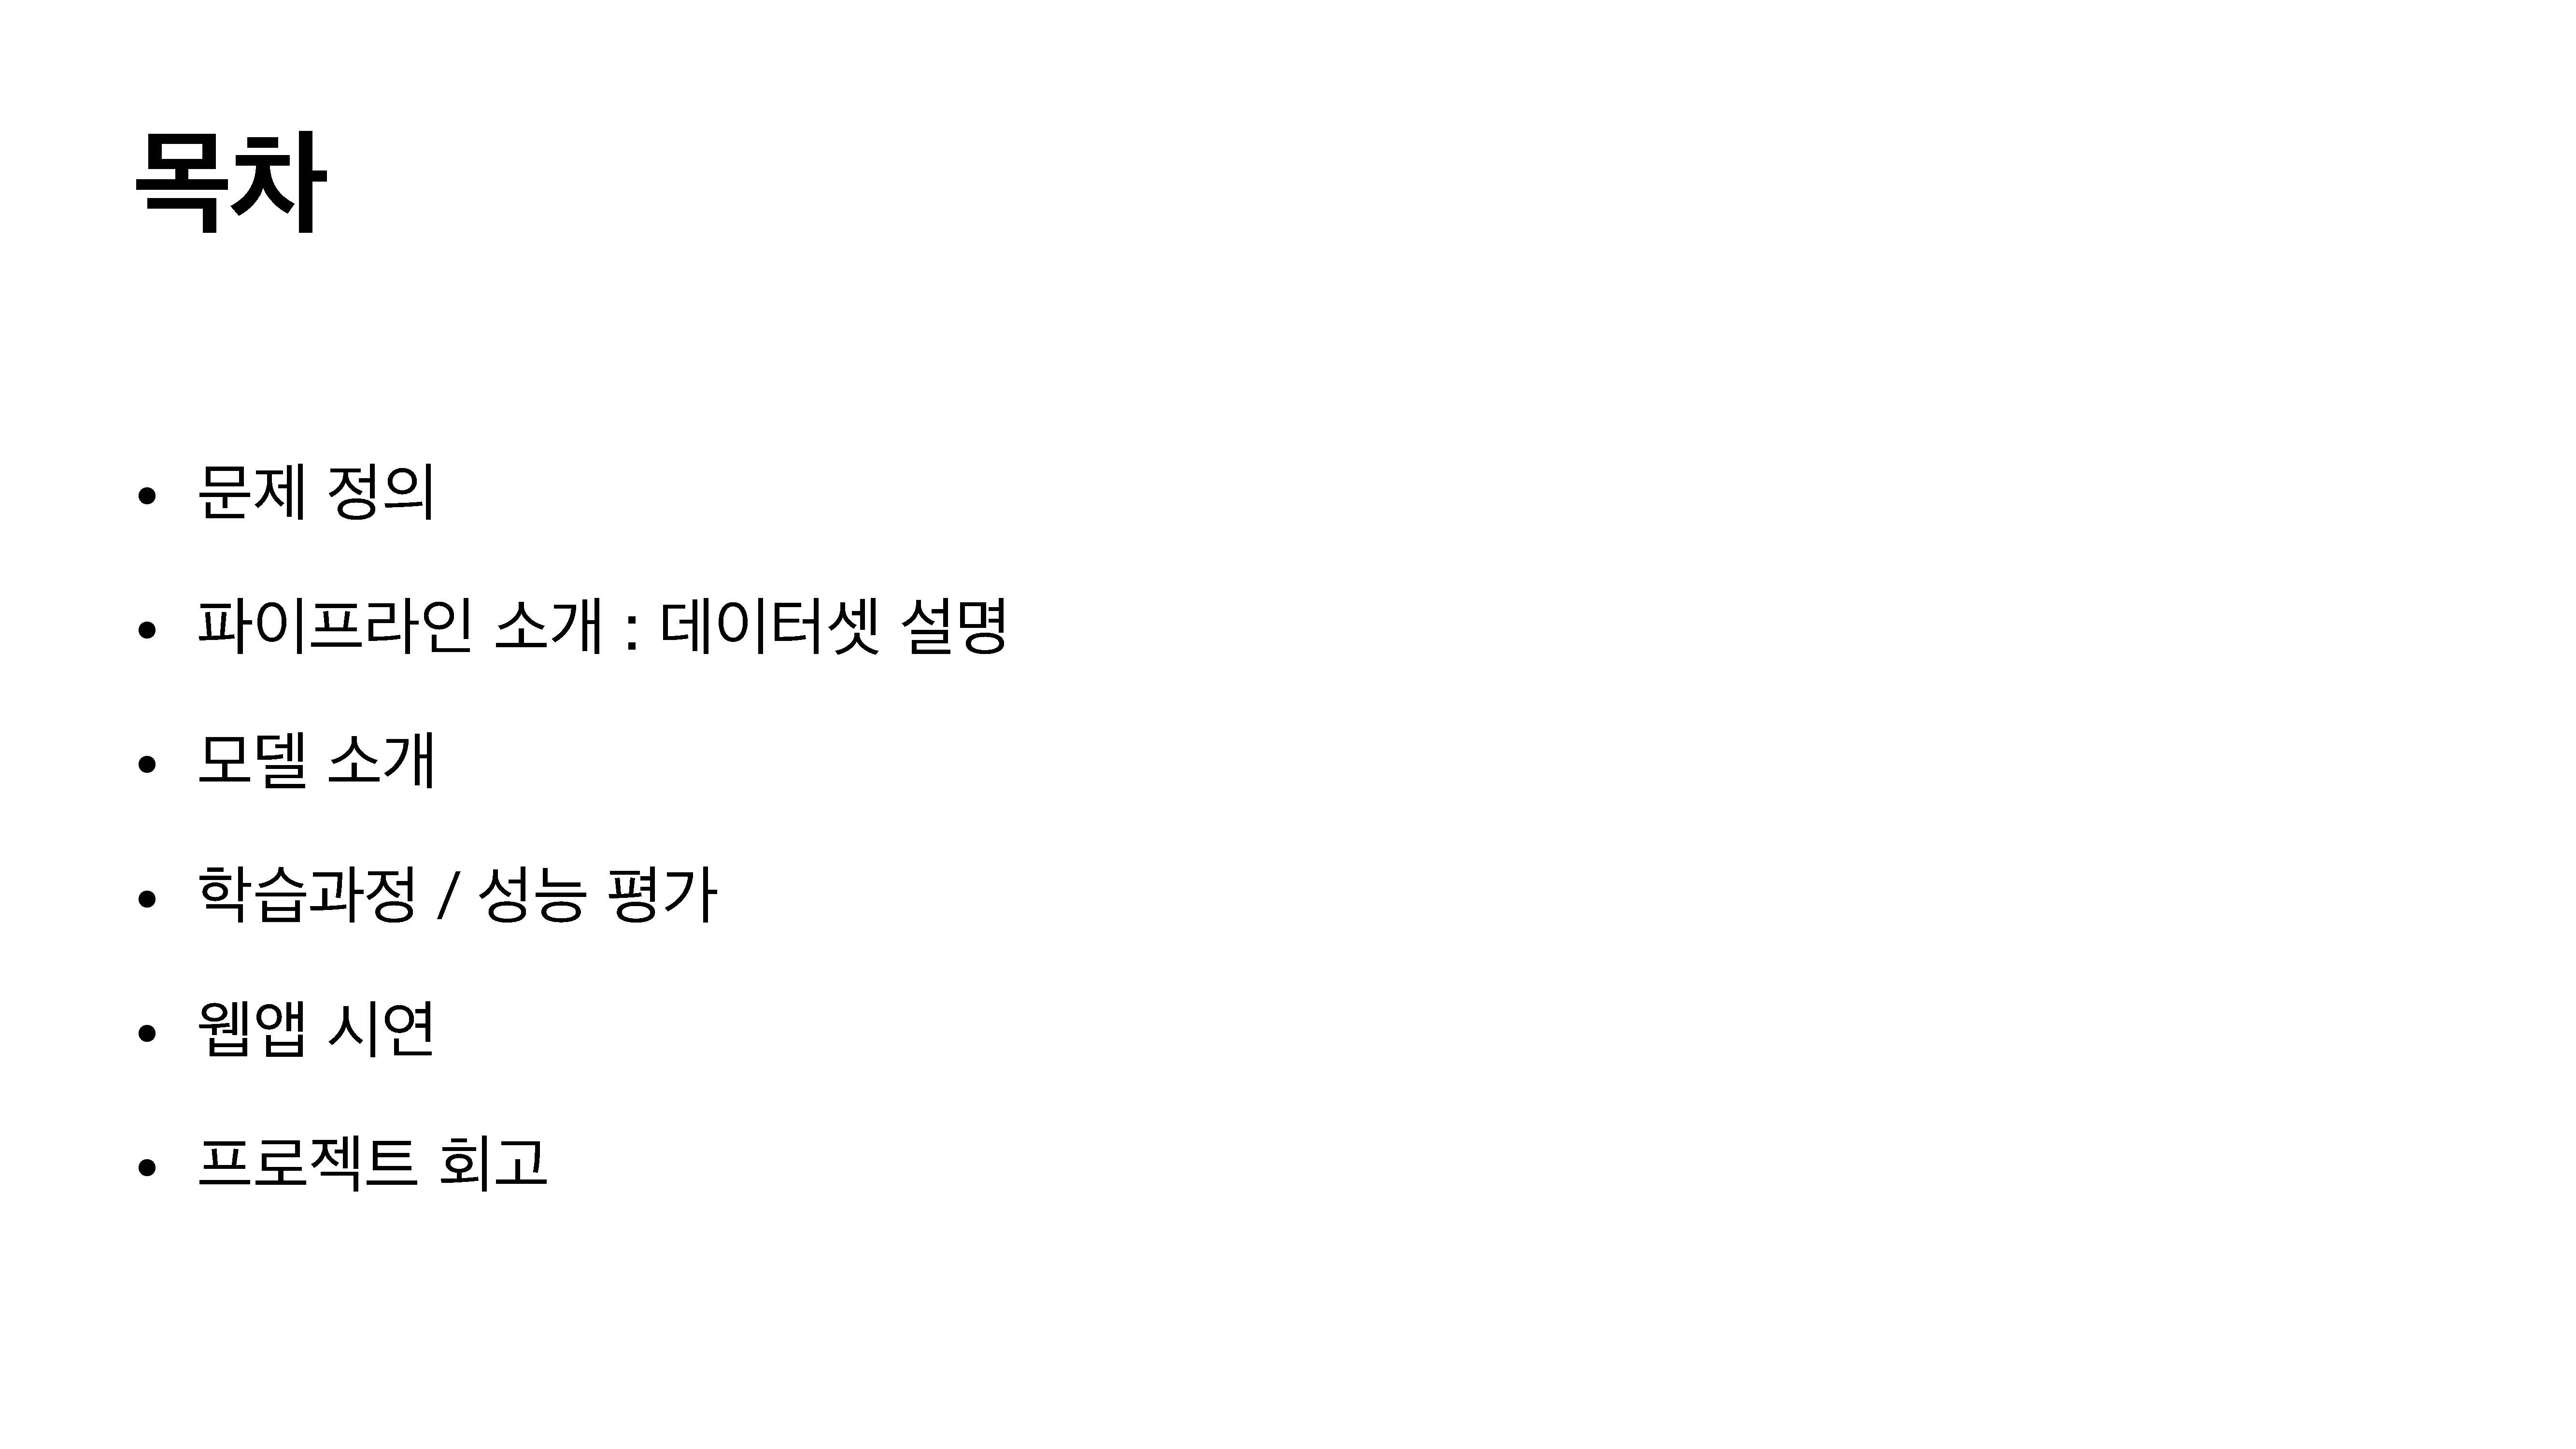 목차
• 문제 정의
• 파이프라인 소개 : 데이터셋 설명
• 모델 소개
• 학습과정 / 성능 평가
• 웹앱 시연
• 프로젝트 회고